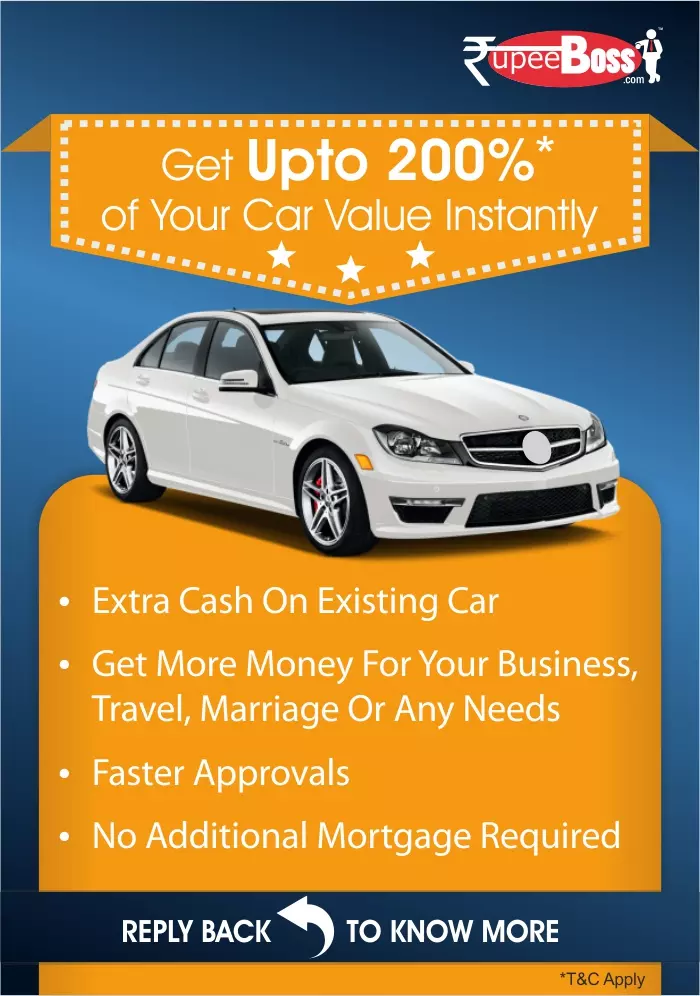 ₹upeeBoss
.com
™
Get Upto 200%*
of Your Car Value Instantly
• Extra Cash On Existing Car
• Get More Money For Your Business,
Travel, Marriage Or Any Needs
• Faster Approvals
• No Additional Mortgage Required
REPLY BACK TO KNOW MORE
*T&C Apply